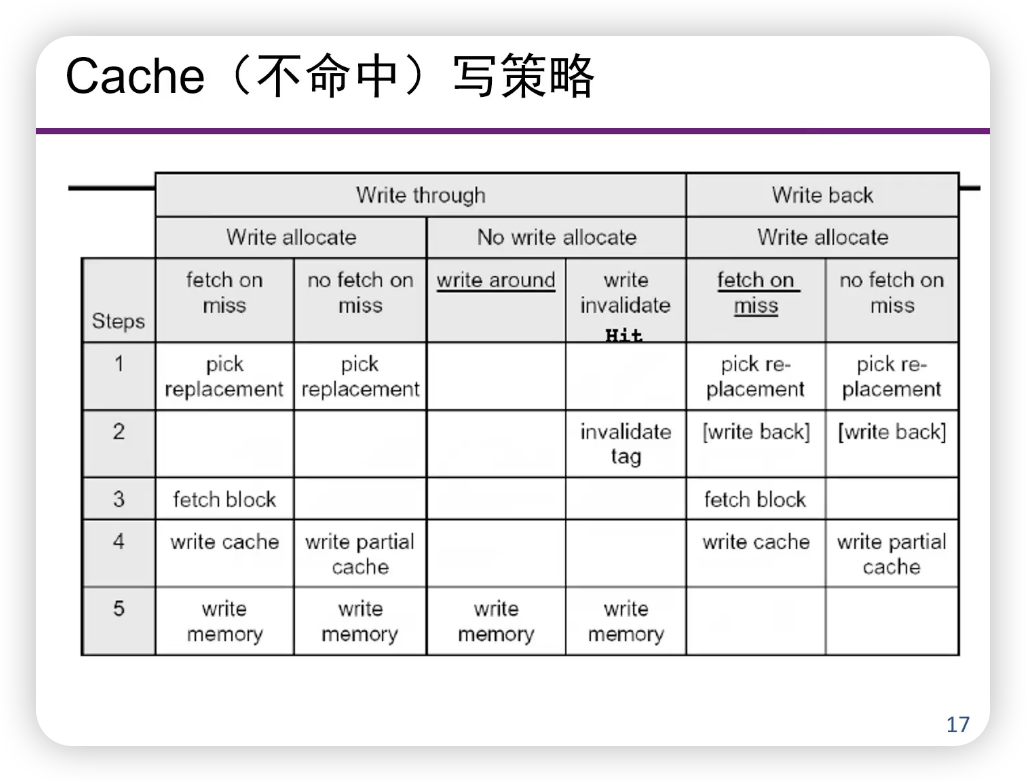 Cache（不命中）写策略
Write through Write back
Write allocate No write allocate Write allocate
Steps
fetch on
miss
no fetch on
miss
write around
write
invalidate
Hit
fetch on
miss
no fetch on
miss
1
pick
replacement
pick
replacement
pick re-
placement
pick re-
placement
2
invalidate
tag
[write back]
[write back]
3
fetch block
fetch block
4
write cache
write partial
cache
write cache
write partial
cache
5
write
memory
write
memory
write
memory
write
memory
17